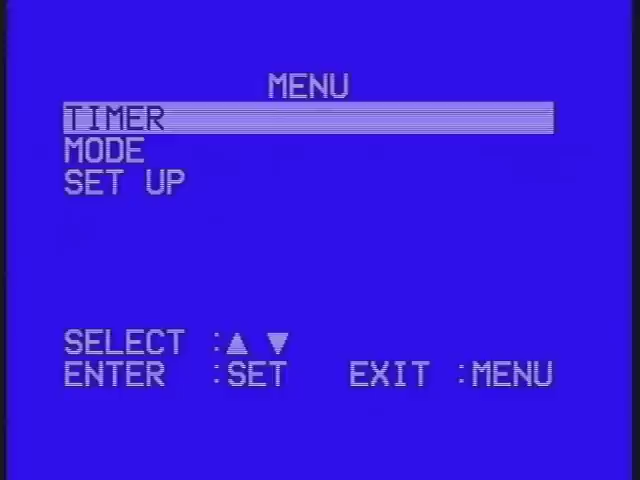 MENU
TIMER
MODE
SET UP
SELECT :▲ ▼
ENTER :SET EXIT :MENU